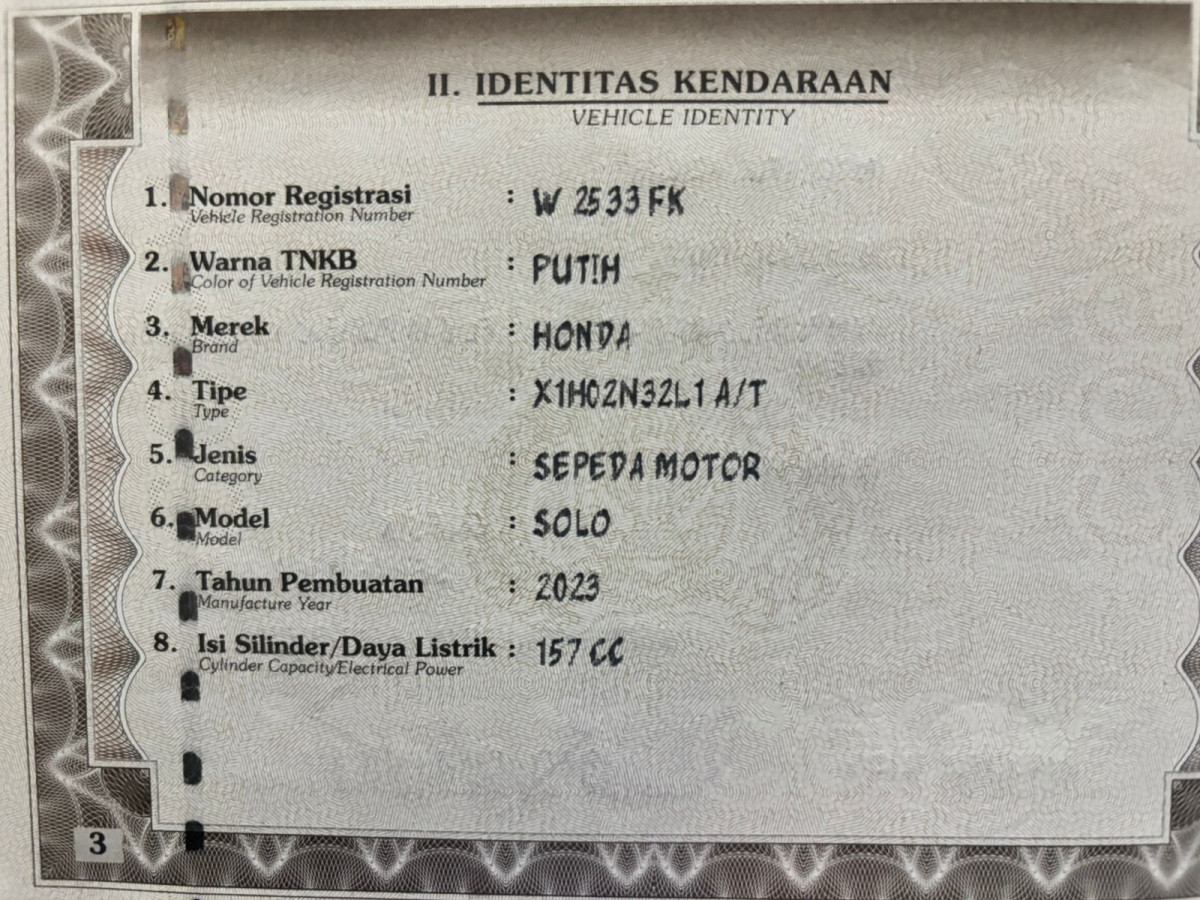 II. IDENTITAS KENDARAAN
VEHICLE IDENTITY
1. Nomor Registrasi : W 2533 FK
Vehicle Registration Number
2. Warna TNKB : PUTIH
Color of Vehicle Registration Number
3. Merek : HONDA
Brand
4. Tipe : X1H02N32L1 A/T
Type
5. Jenis : SEPEDA MOTOR
Category
6. Model : SOLO
Model
7. Tahun Pembuatan : 2023
Manufacture Year
8. Isi Silinder/Daya Listrik : 157 CC
Cylinder Capacity/Electrical Power
3